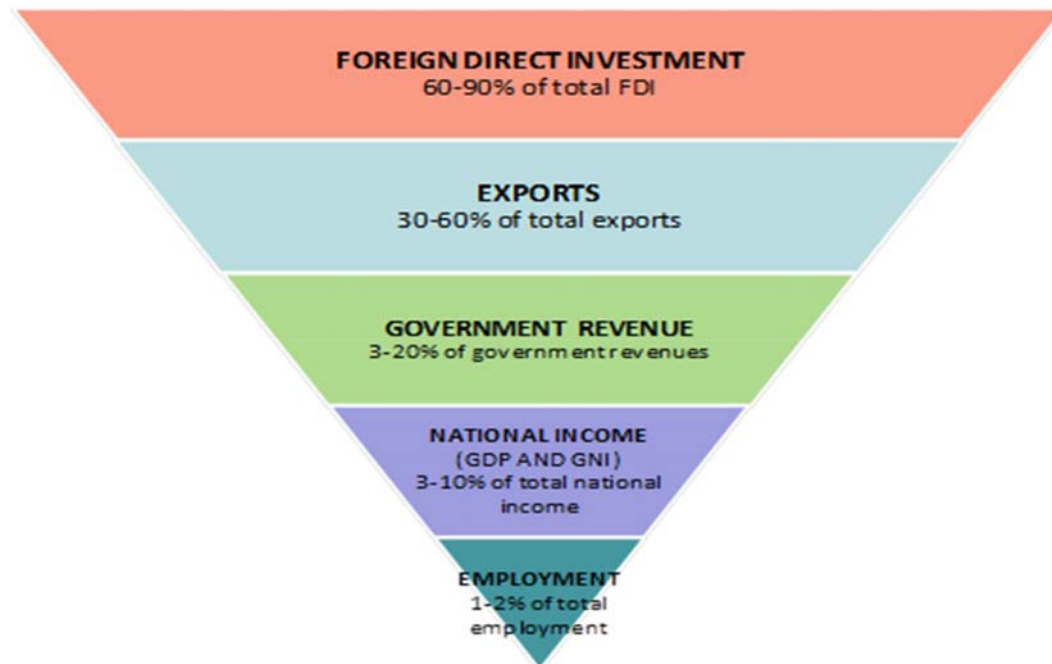 FOREIGN DIRECT INVESTMENT
60-90% of total FDI
EXPORTS
30-60% of total exports
GOVERNMENT REVENUE
3-20% of government revenues
NATIONAL INCOME
(GDP AND GNI)
3-10% of total national
income
EMPLOYMENT
1-2% of total
employment